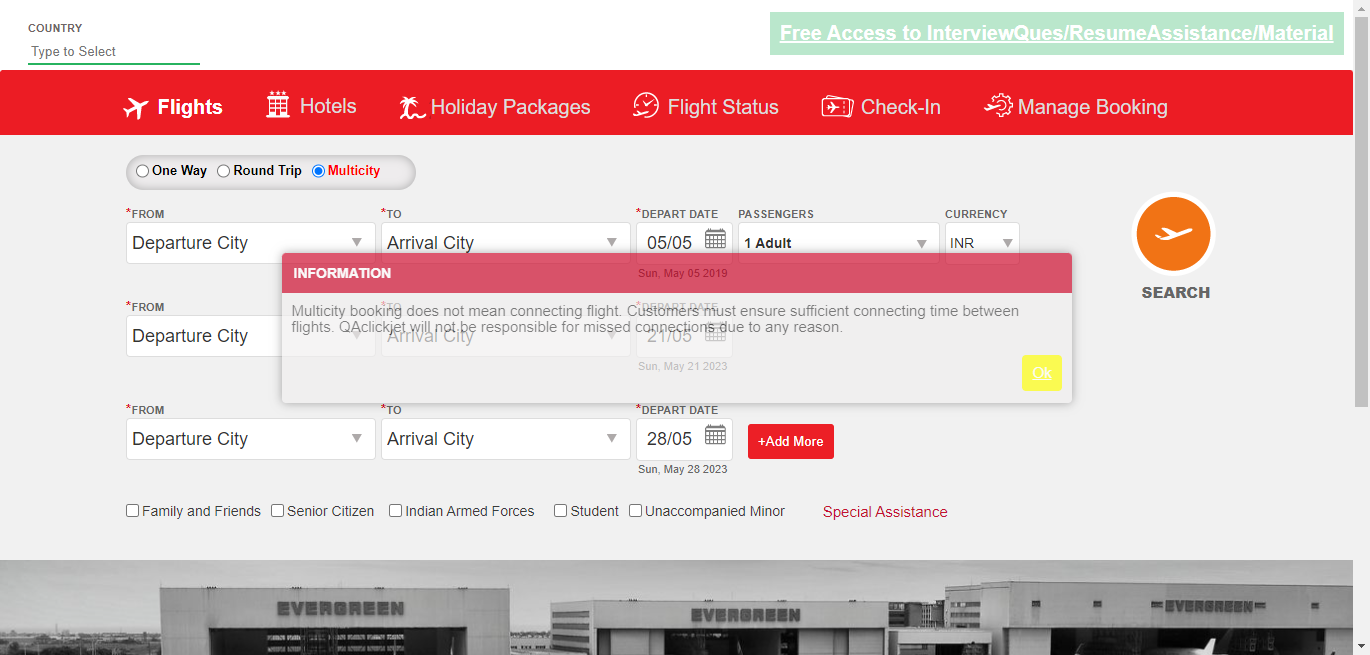 COUNTRY
Type to Select
Free Access to InterviewQues/ResumeAssistance/Material
Flights Hotels Holiday Packages Flight Status Check-In Manage Booking
One Way Round Trip Multicity
*FROM *TO *DEPART DATE PASSENGERS CURRENCY
Departure City Arrival City 05/05 1 Adult INR
Sun, May 05 2019
SEARCH
INFORMATION
Multicity booking does not mean connecting flight. Customers must ensure sufficient connecting time between
flights. QAclickjet will not be responsible for missed connections due to any reason.
Ok
*FROM *TO *DEPART DATE
Departure City Arrival City 21/05
Sun, May 21 2023
*FROM *TO *DEPART DATE
Departure City Arrival City 28/05 +Add More
Sun, May 28 2023
Family and Friends Senior Citizen Indian Armed Forces Student Unaccompanied Minor Special Assistance
EVERGREEN EVERGREEN EVERGREEN